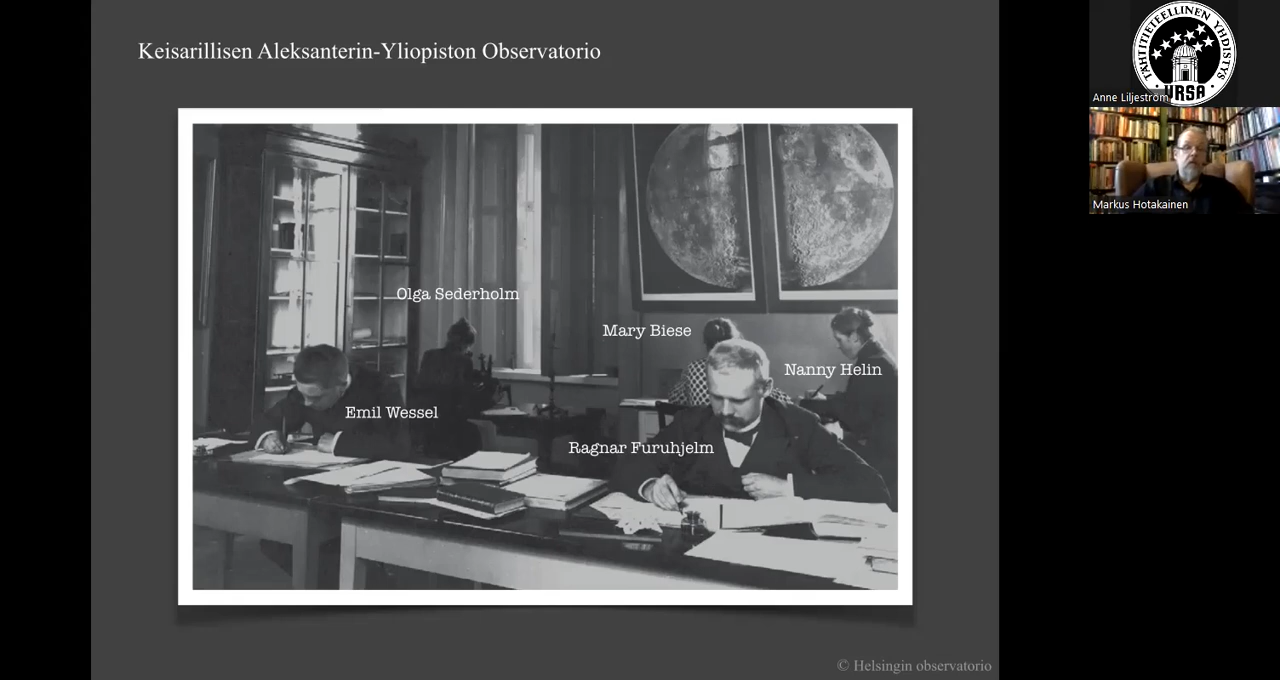 Keisarillisen Aleksanterin-Yliopiston Observatorio
Olga Sederholm
Mary Biese
Nanny Helin
Emil Wessel
Ragnar Furuhjelm
© Helsingin observatorio
TÄHTITIETEELLINEN YHDISTYS
URSA
Anne Liljeström
Markus Hotakainen